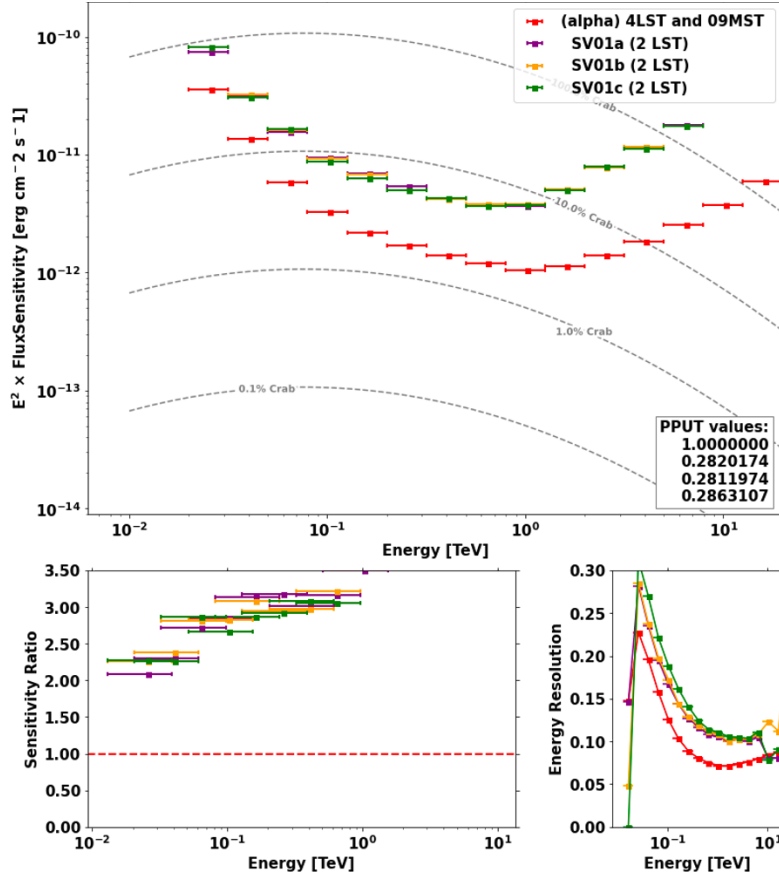 (alpha) 4LST and 09MST
SV01a (2 LST)
SV01b (2 LST)
SV01c (2 LST)
10⁻¹⁰
10⁻¹¹
10⁻¹²
10⁻¹³
10⁻¹⁴
E² × FluxSensitivity [erg cm⁻2 s⁻1]
10.0% Crab
1.0% Crab
0.1% Crab
PPUT values:
1.0000000
0.2820174
0.2811974
0.2863107
10⁻² 10⁻¹ 10⁰ 10¹
Energy [TeV]
3.50
3.00
2.50
2.00
1.50
1.00
0.50
0.00
Sensitivity Ratio
10⁻² 10⁻¹ 10⁰ 10¹
Energy [TeV]
0.30
0.25
0.20
0.15
0.10
0.05
0.00
Energy Resolution
10⁻¹ 10¹
Energy [TeV]